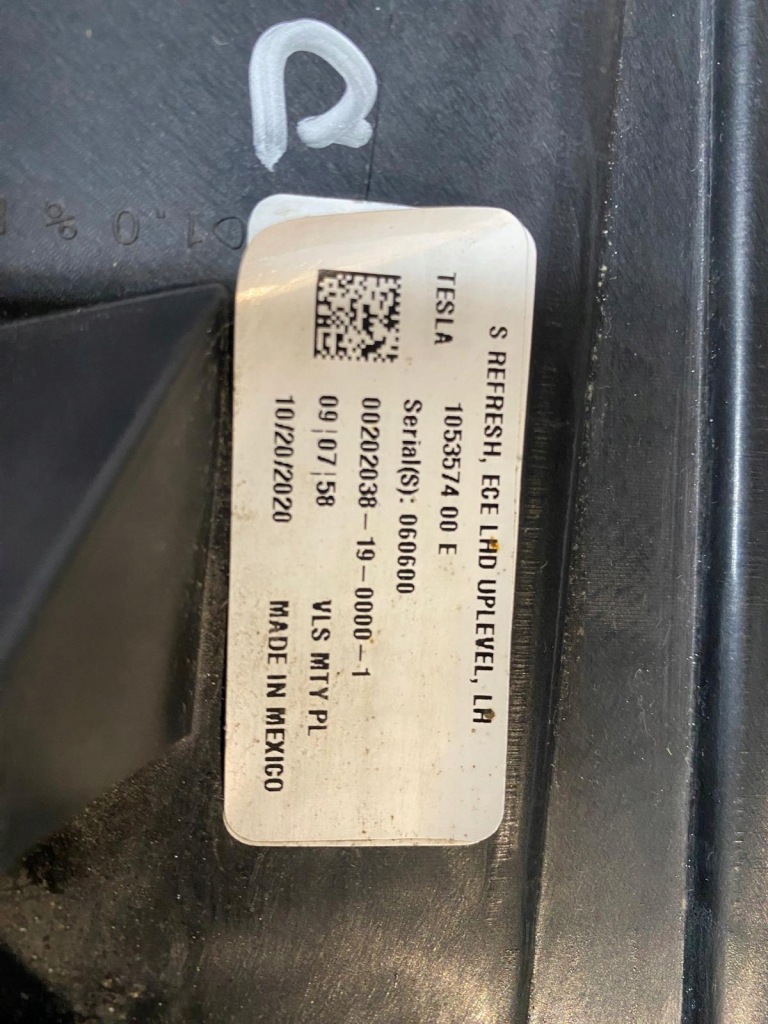 S REFRESH, ECE LHD UPLEVEL, LH
TESLA
1053574 00 E
Serial(S): 060600
00202038-19-0000-1
09|07|58 VLS MTY PL
10/20/2020 MADE IN MEXICO